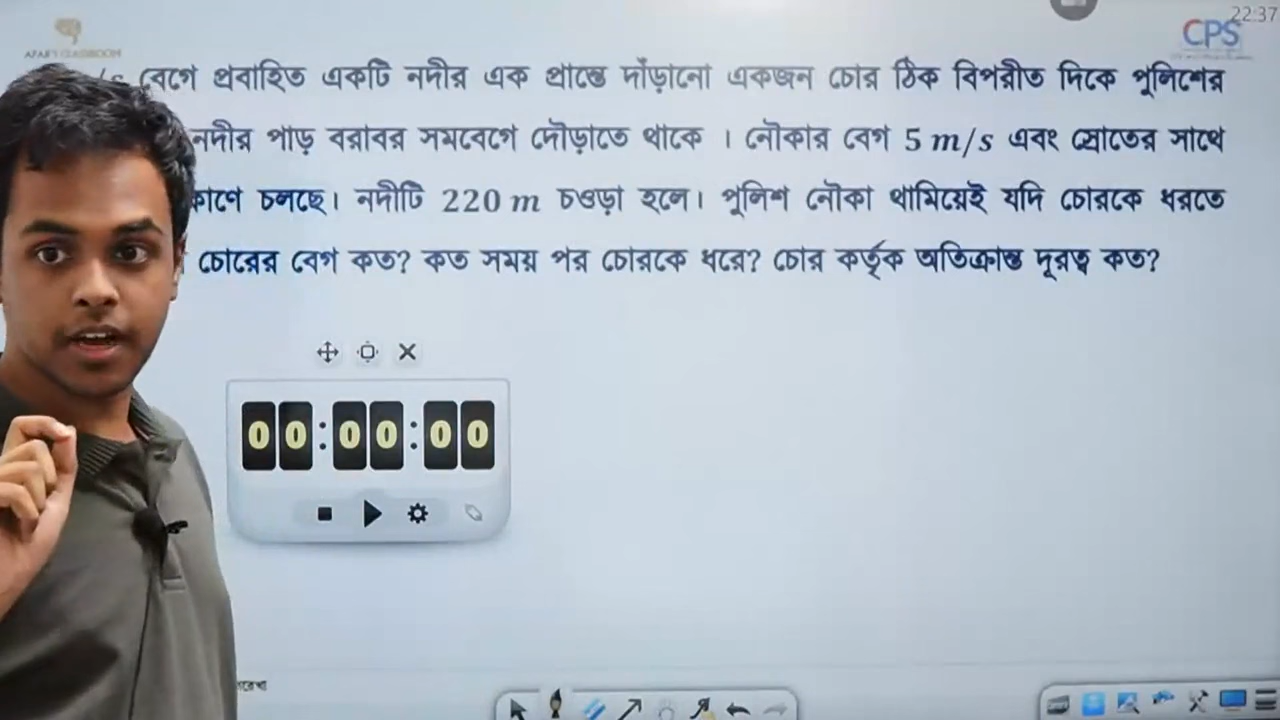 22:37
CPS
বেগে প্রবাহিত একটি নদীর এক প্রান্তে দাঁড়ানো একজন চোর ঠিক বিপরীত দিকে পুলিশের
নদীর পাড় বরাবর সমবেগে দৌড়াতে থাকে । নৌকার বেগ 5 m/s এবং স্রোতের সাথে
কোণে চলছে। নদীটি 220 m চওড়া হলে। পুলিশ নৌকা থামিয়েই যদি চোরকে ধরতে
চোরের বেগ কত? কত সময় পর চোরকে ধরে? চোর কর্তৃক অতিক্রান্ত দূরত্ব কত?
00:00:00